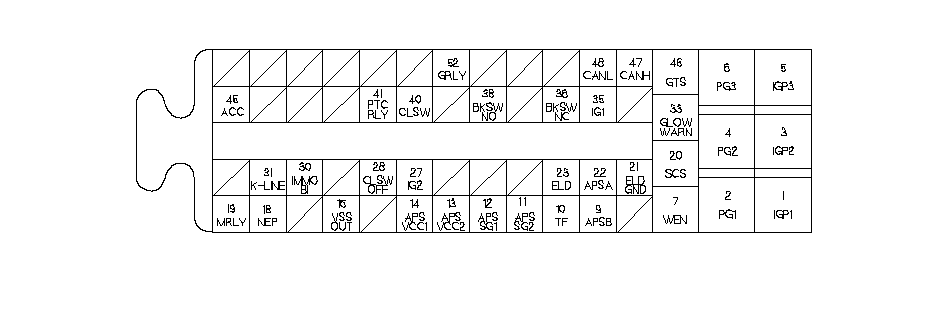 52
GRLY
48
CANL
47
CANH
46
GTS
6
PG3
5
IGP3
45
ACC
41
PTC
RLY
40
CLSW
38
BKSW
NO
36
BKSW
NC
35
IG1
33
GLOW
WARN
4
PG2
3
IGP2
31
K-LINE
30
IMMO
BI
28
CLSW
OFF
27
IG2
23
ELD
22
APSA
21
ELD
GND
20
SCS
19
MRLY
18
NEP
16
VSS
OUT
14
APS
VCC1
13
APS
VCC2
12
APS
SG1
11
APS
SG2
10
TF
9
APSB
7
WEN
2
PG1
1
IGP1